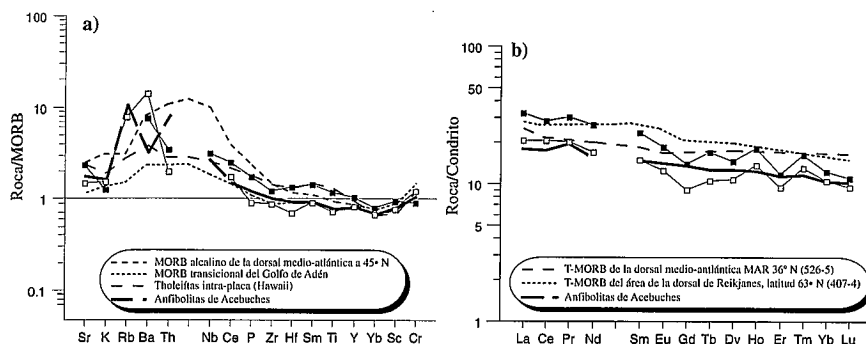 a)
Roca/MORB
100
10
1
0.1
MORB alcalino de la dorsal medio-atlántica a 45• N
MORB transicional del Golfo de Adén
Tholeiítas intra-placa (Hawaii)
Anfibolitas de Acebuches
Sr K Rb Ba Th Nb Ce P Zr Hf Sm Ti Y Yb Sc Cr
b)
Roca/Condrito
100
10
1
T-MORB de la dorsal medio-antlántica MAR 36° N (526-5)
T-MORB del área de la dorsal de Reikjanes, latitud 63• N (407-4)
Anfibolitas de Acebuches
La Ce Pr Nd Sm Eu Gd Tb Dy Ho Er Tm Yb Lu